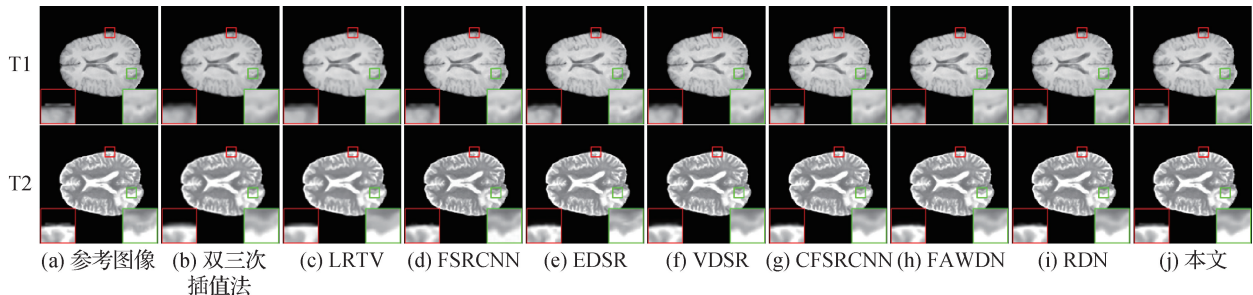 T1
T2
(a) 参考图像
(b) 双三次
插值法
(c) LRTV
(d) FSRCNN
(e) EDSR
(f) VDSR
(g) CFSRCNN
(h) FAWDN
(i) RDN
(j) 本文